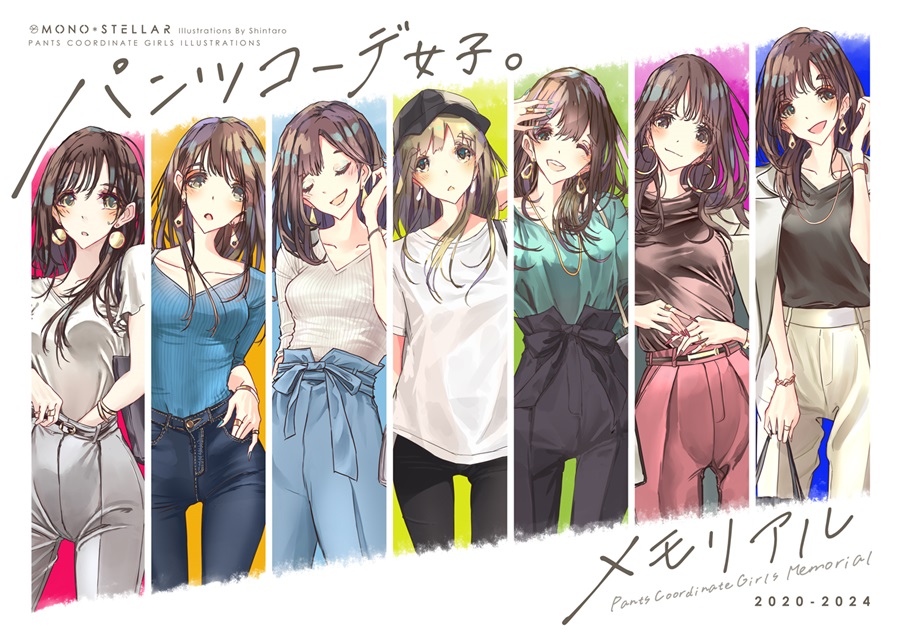 MONO*STELLAR Illustrations By Shintaro
PANTS COORDINATE GIRLS ILLUSTRATIONS
パンツコーデ女子。
メモリアル
Pants Coordinate Girls Memorial
2020-2024